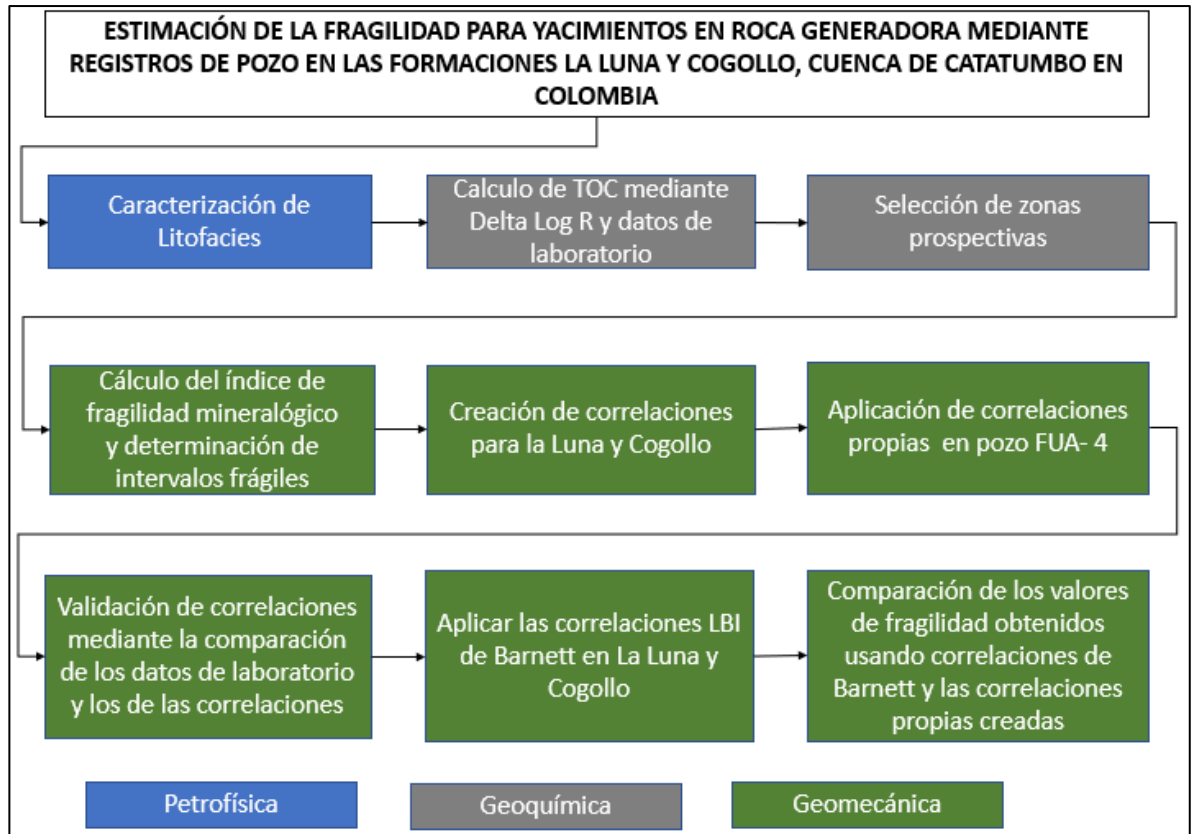 ESTIMACIÓN DE LA FRAGILIDAD PARA YACIMIENTOS EN ROCA GENERADORA MEDIANTE
REGISTROS DE POZO EN LAS FORMACIONES LA LUNA Y COGOLLO, CUENCA DE CATATUMBO EN
COLOMBIA
Caracterización de
Litofacies
Calculo de TOC mediante
Delta Log R y datos de
laboratorio
Selección de zonas
prospectivas
Cálculo del índice de
fragilidad mineralógico
y determinación de
intervalos frágiles
Creación de correlaciones
para la Luna y Cogollo
Aplicación de correlaciones
propias en pozo FUA- 4
Validación de correlaciones
mediante la comparación
de los datos de laboratorio
y los de las correlaciones
Aplicar las correlaciones LBI
de Barnett en La Luna y
Cogollo
Comparación de los valores
de fragilidad obtenidos
usando correlaciones de
Barnett y las correlaciones
propias creadas
Petrofísica
Geoquímica
Geomecánica